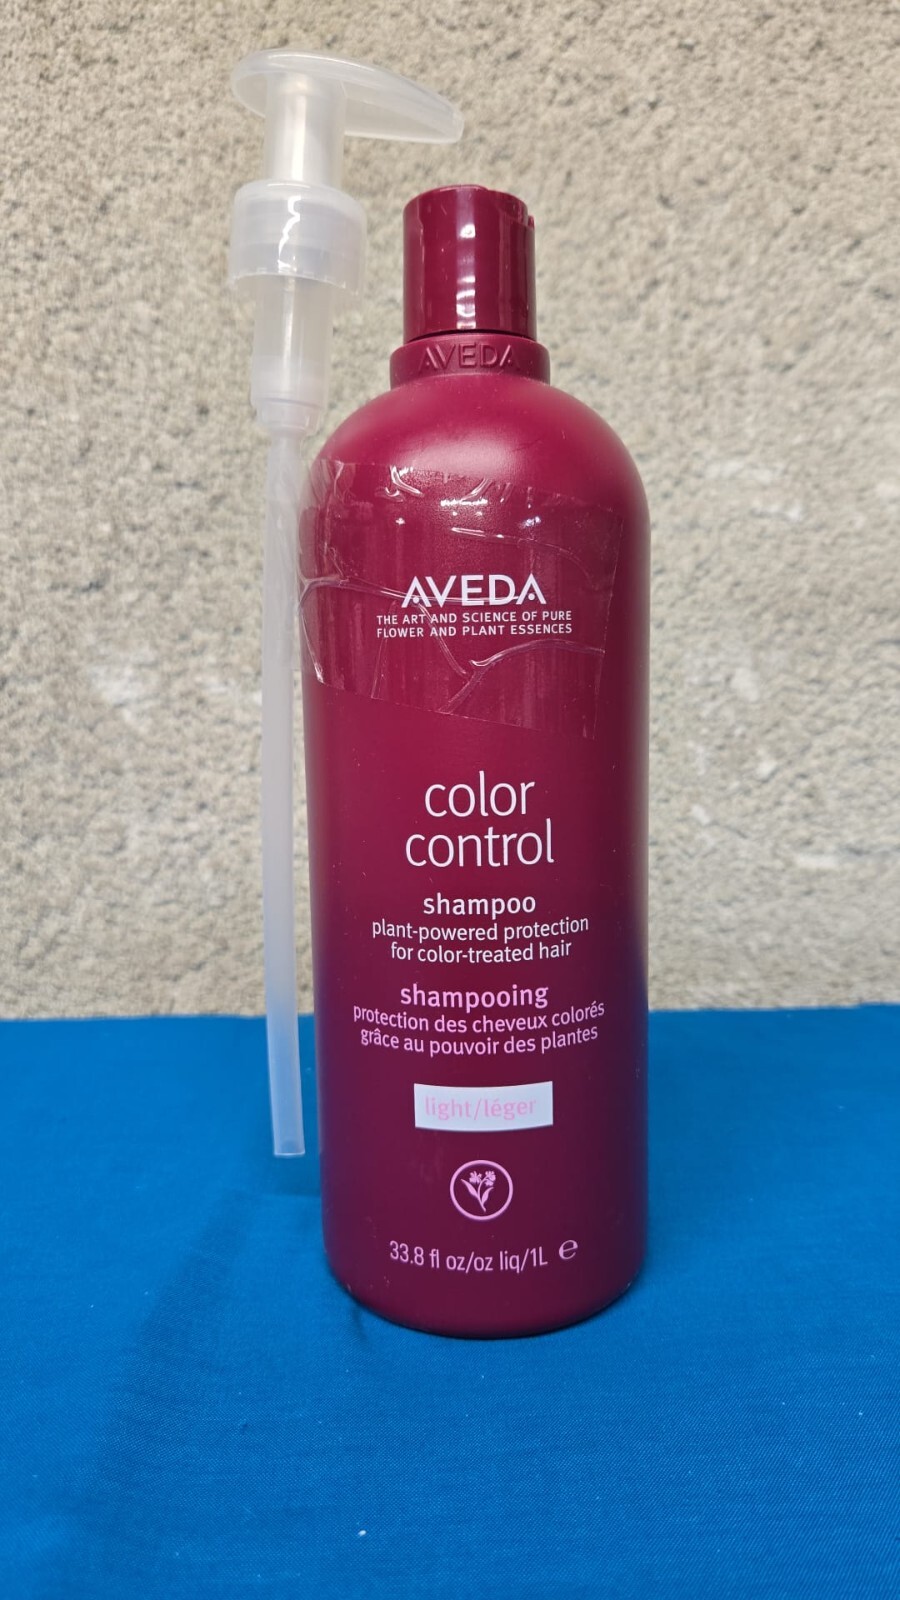 AVEDA
AVEDA
THE ART AND SCIENCE OF PURE
FLOWER AND PLANT ESSENCES
color
control
shampoo
plant-powered protection
for color-treated hair
shampooing
protection des cheveux colorés
grâce au pouvoir des plantes
light/léger
33.8 fl oz/oz liq/1L ℮